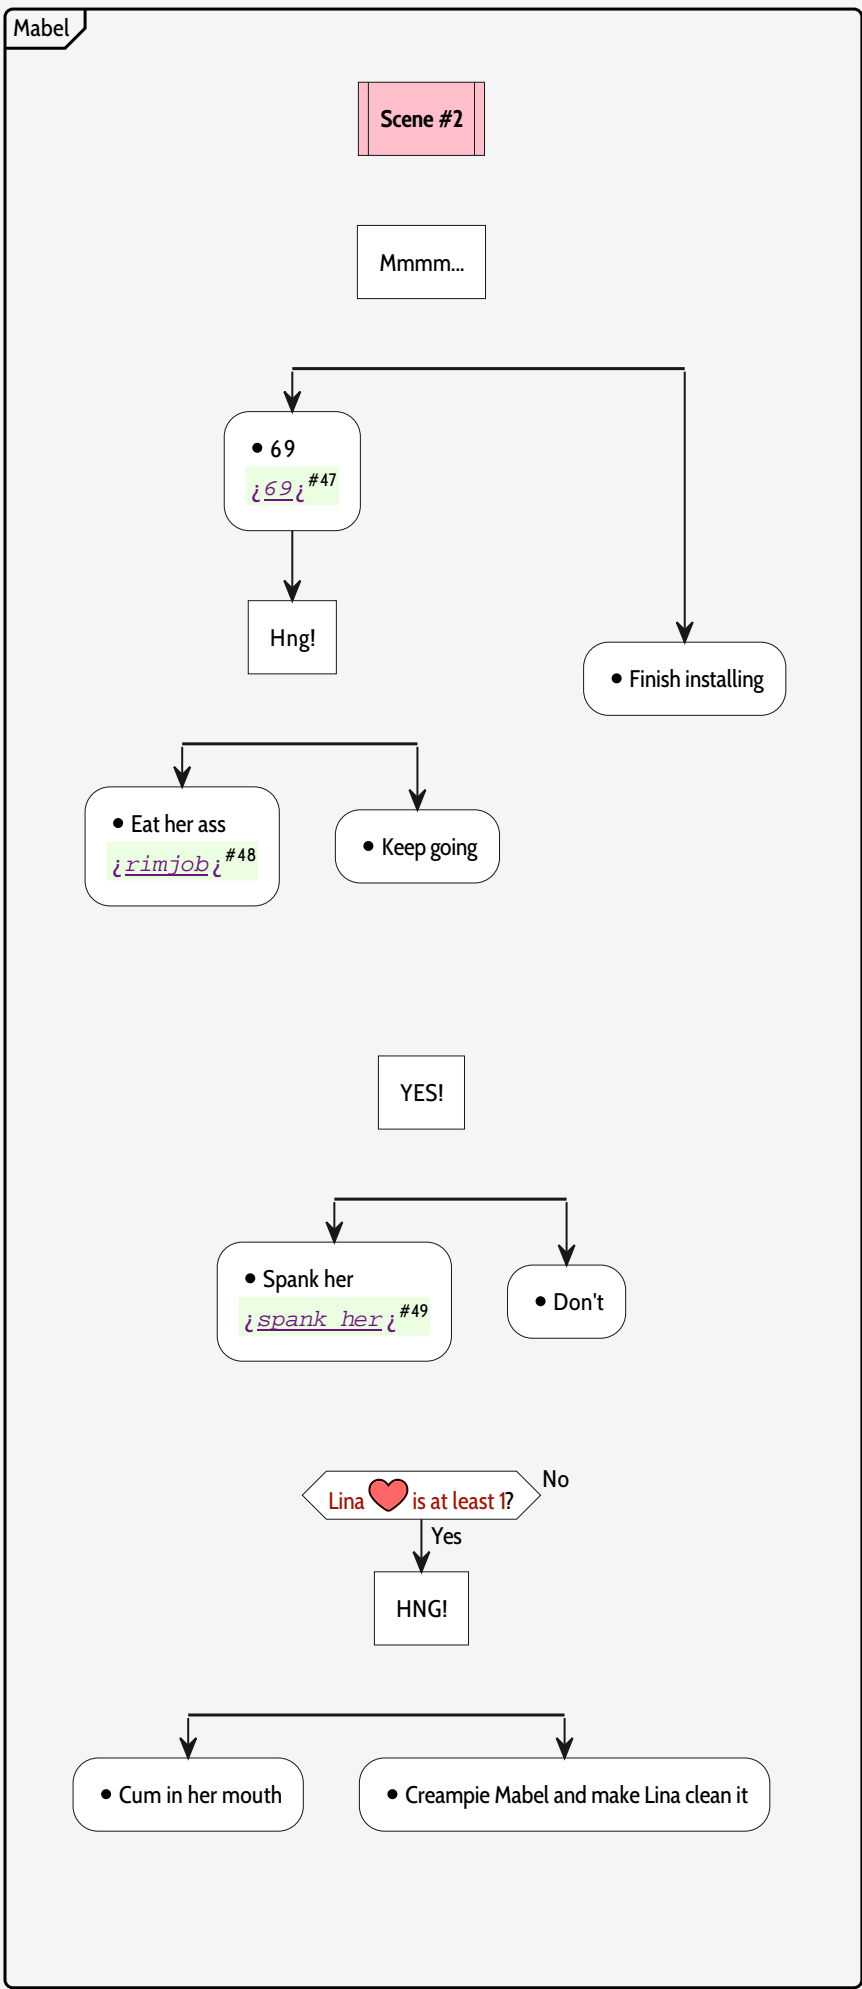 Mabel
Scene #2
Mmmm...
• 69
¿69¿#47
Hng!
• Finish installing
• Eat her ass
¿rimjob¿#48
• Keep going
YES!
• Spank her
¿spank her¿#49
• Don't
Lina ❤ is at least 1?
No
Yes
HNG!
• Cum in her mouth
• Creampie Mabel and make Lina clean it